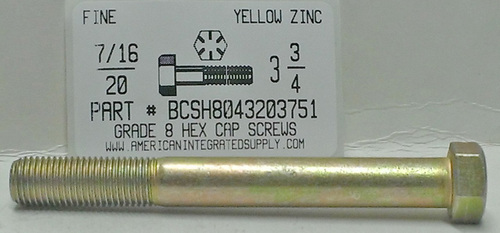 FINE YELLOW ZINC
7/16
20
3 3/4
PART # BCSH8043203751
GRADE 8 HEX CAP SCREWS
WWW.AMERICANINTEGRATEDSUPPLY.COM